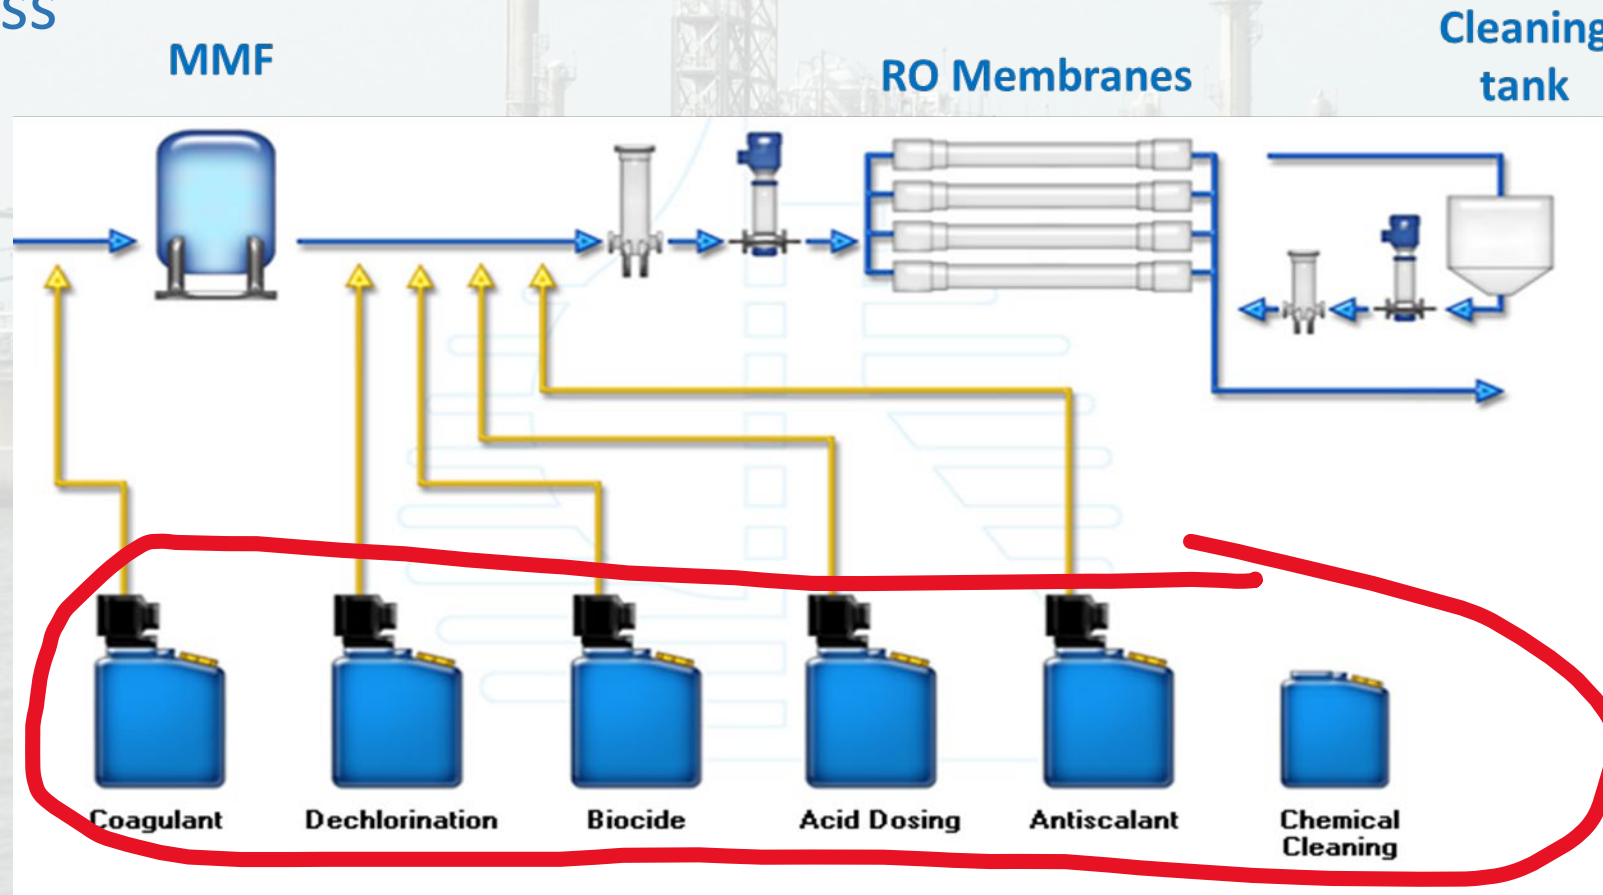 ss
MMF
RO Membranes
Cleaning
tank
Coagulant
Dechlorination
Biocide
Acid Dosing
Antiscalant
Chemical
Cleaning